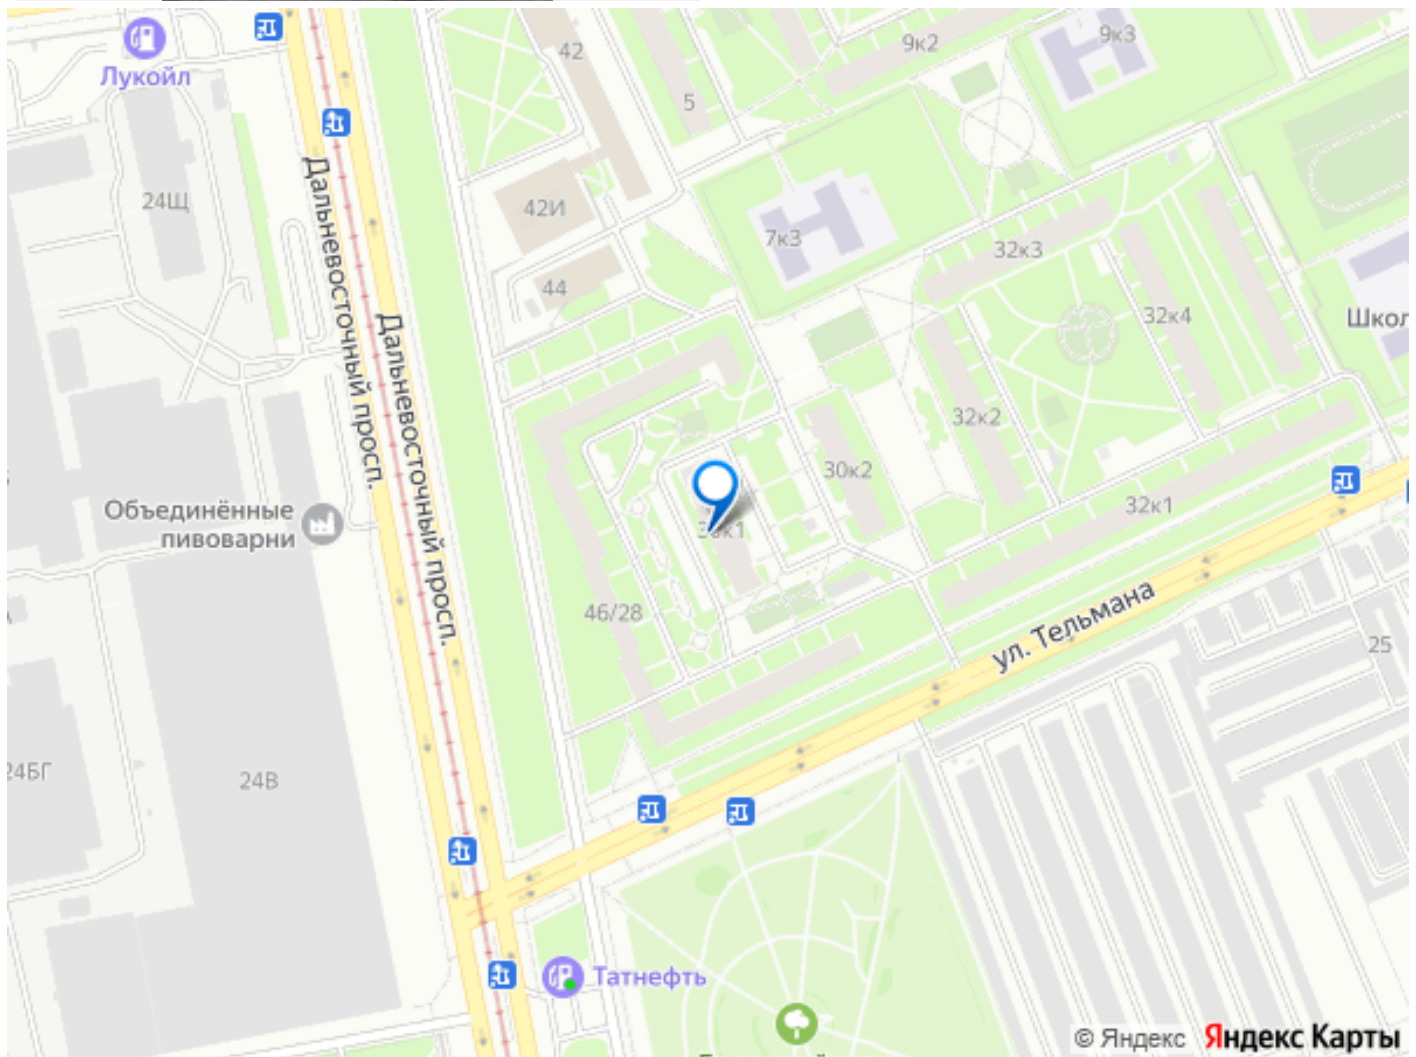 Лукойл
42
9к2
9к3
5
24Щ
42И
7к3
32к3
44
32к4
Школ
Дальневосточный просп.
Дальневосточный просп.
32к2
30к2
32к1
Объединённые
пивоварни
46/28
ул. Тельмана
25
24БГ
24В
Татнефть
© Яндекс Яндекс Карты